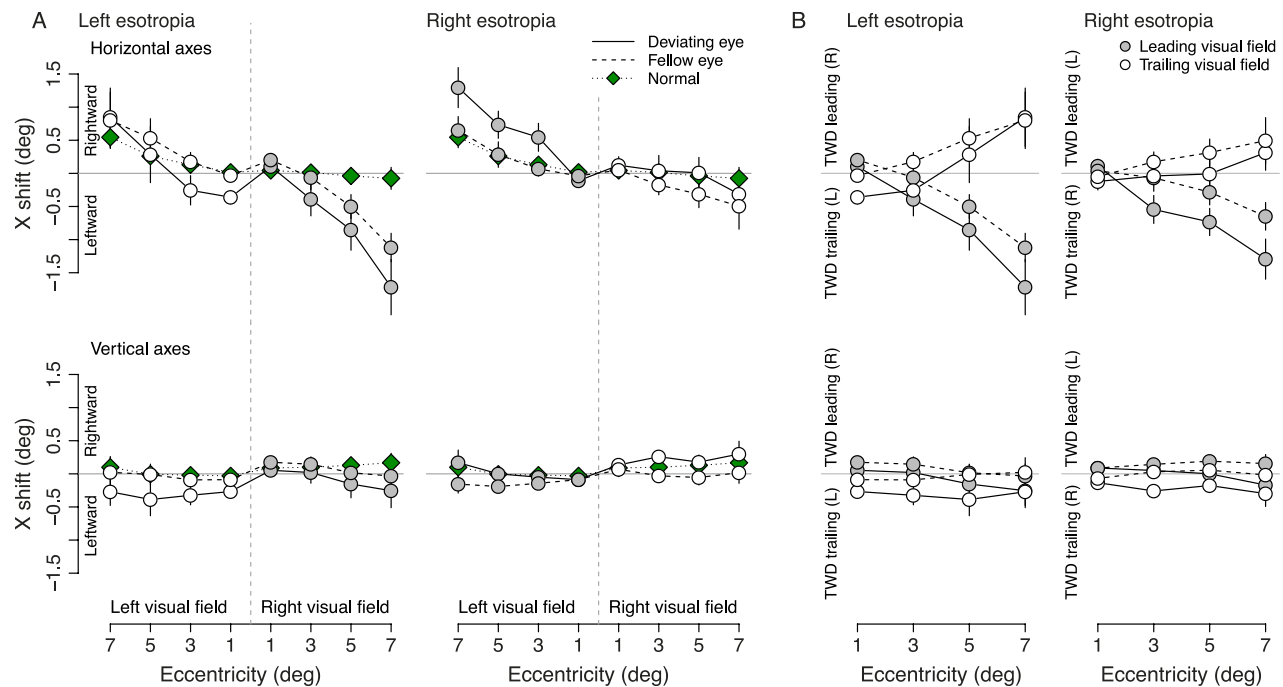 A
Left esotropia
Right esotropia
Horizontal axes
Deviating eye
Fellow eye
Normal
X shift (deg)
Leftward
Rightward
1.5
0.5
−0.5
−1.5
Vertical axes
X shift (deg)
Leftward
Rightward
1.5
0.5
−0.5
−1.5
Left visual field
Right visual field
Left visual field
Right visual field
7 5 3 1 1 3 5 7
7 5 3 1 1 3 5 7
Eccentricity (deg)
Eccentricity (deg)
B
Left esotropia
Right esotropia
Leading visual field
Trailing visual field
TWD trailing (L)
TWD leading (R)
TWD trailing (R)
TWD leading (L)
TWD trailing (L)
TWD leading (R)
TWD trailing (R)
TWD leading (L)
1 3 5 7
1 3 5 7
Eccentricity (deg)
Eccentricity (deg)